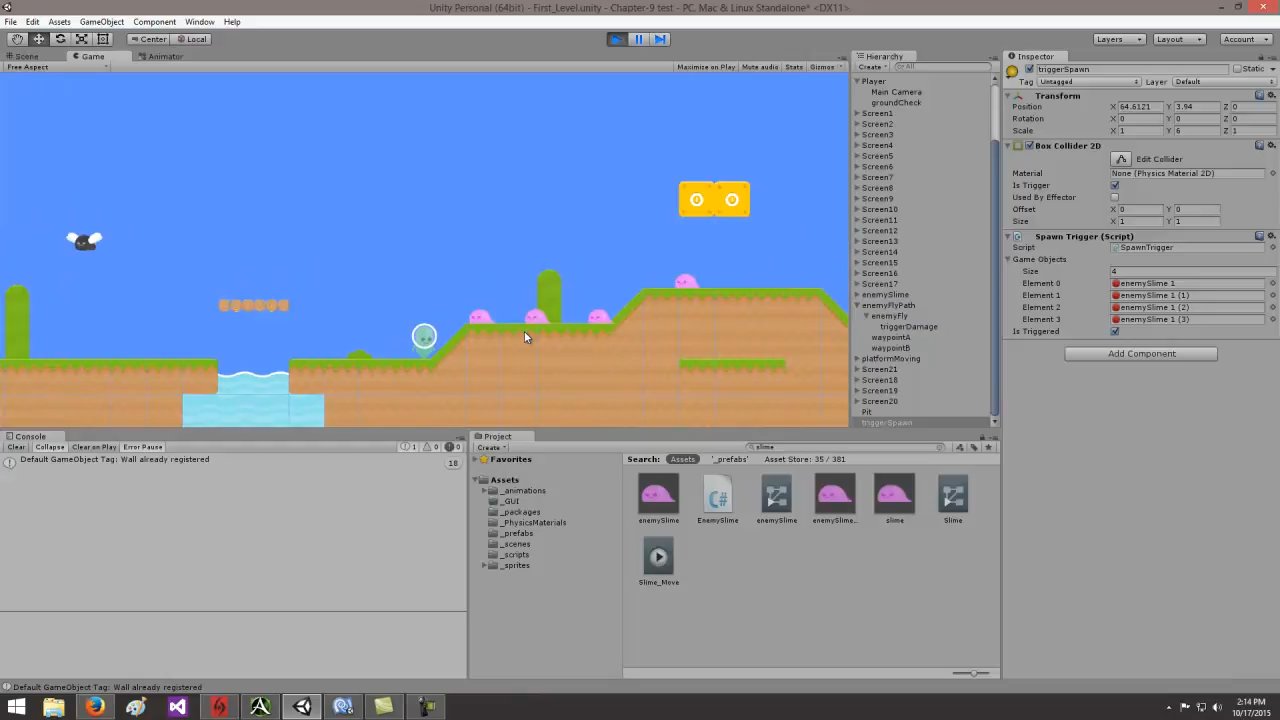 Unity Personal (64bit) - First_Level.unity - Chapter-9 test - PC, Mac & Linux Standalone* <DX11>
File Edit Assets GameObject Component Window Help
Center Local Layers Layout Account
Scene Game Animator
Free Aspect Maximize on Play Mute audio Stats Gizmos
Hierarchy
Create All
Player
Main Camera
groundCheck
Screen1
Screen2
Screen3
Screen4
Screen5
Screen6
Screen7
Screen8
Screen9
Screen10
Screen11
Screen12
Screen13
Screen14
Screen15
Screen16
Screen17
enemySlime
enemyFlyPath
enemyFly
triggerDamage
waypointA
waypointB
platformMoving
Screen21
Screen18
Screen19
Screen20
Pit
triggerSpawn
Inspector
triggerSpawn Static
Tag Untagged Layer Default
Transform
Position X 64.6121 Y 3.94 Z 0
Rotation X 0 Y 0 Z 0
Scale X 1 Y 6 Z 1
Box Collider 2D
Edit Collider
Material None (Physics Material 2D)
Is Trigger
Used By Effector
Offset X 0 Y 0
Size X 1 Y 1
Spawn Trigger (Script)
Script SpawnTrigger
Game Objects
Size 4
Element 0 enemySlime 1
Element 1 enemySlime 1 (1)
Element 2 enemySlime 1 (2)
Element 3 enemySlime 1 (3)
Is Triggered
Add Component
Console
Clear Collapse Clear on Play Error Pause 1 0 0
Default GameObject Tag: Wall already registered 18
Project
Create slime
Favorites
Assets
_animations
_GUI
_packages
_PhysicsMaterials
_prefabs
_scenes
_scripts
_sprites
Search: Assets '_prefabs' Asset Store: 35 / 381
enemySlime EnemySlime enemySlime enemySlime.. slime Slime
Slime_Move
Default GameObject Tag: Wall already registered
2:14 PM
10/17/2015